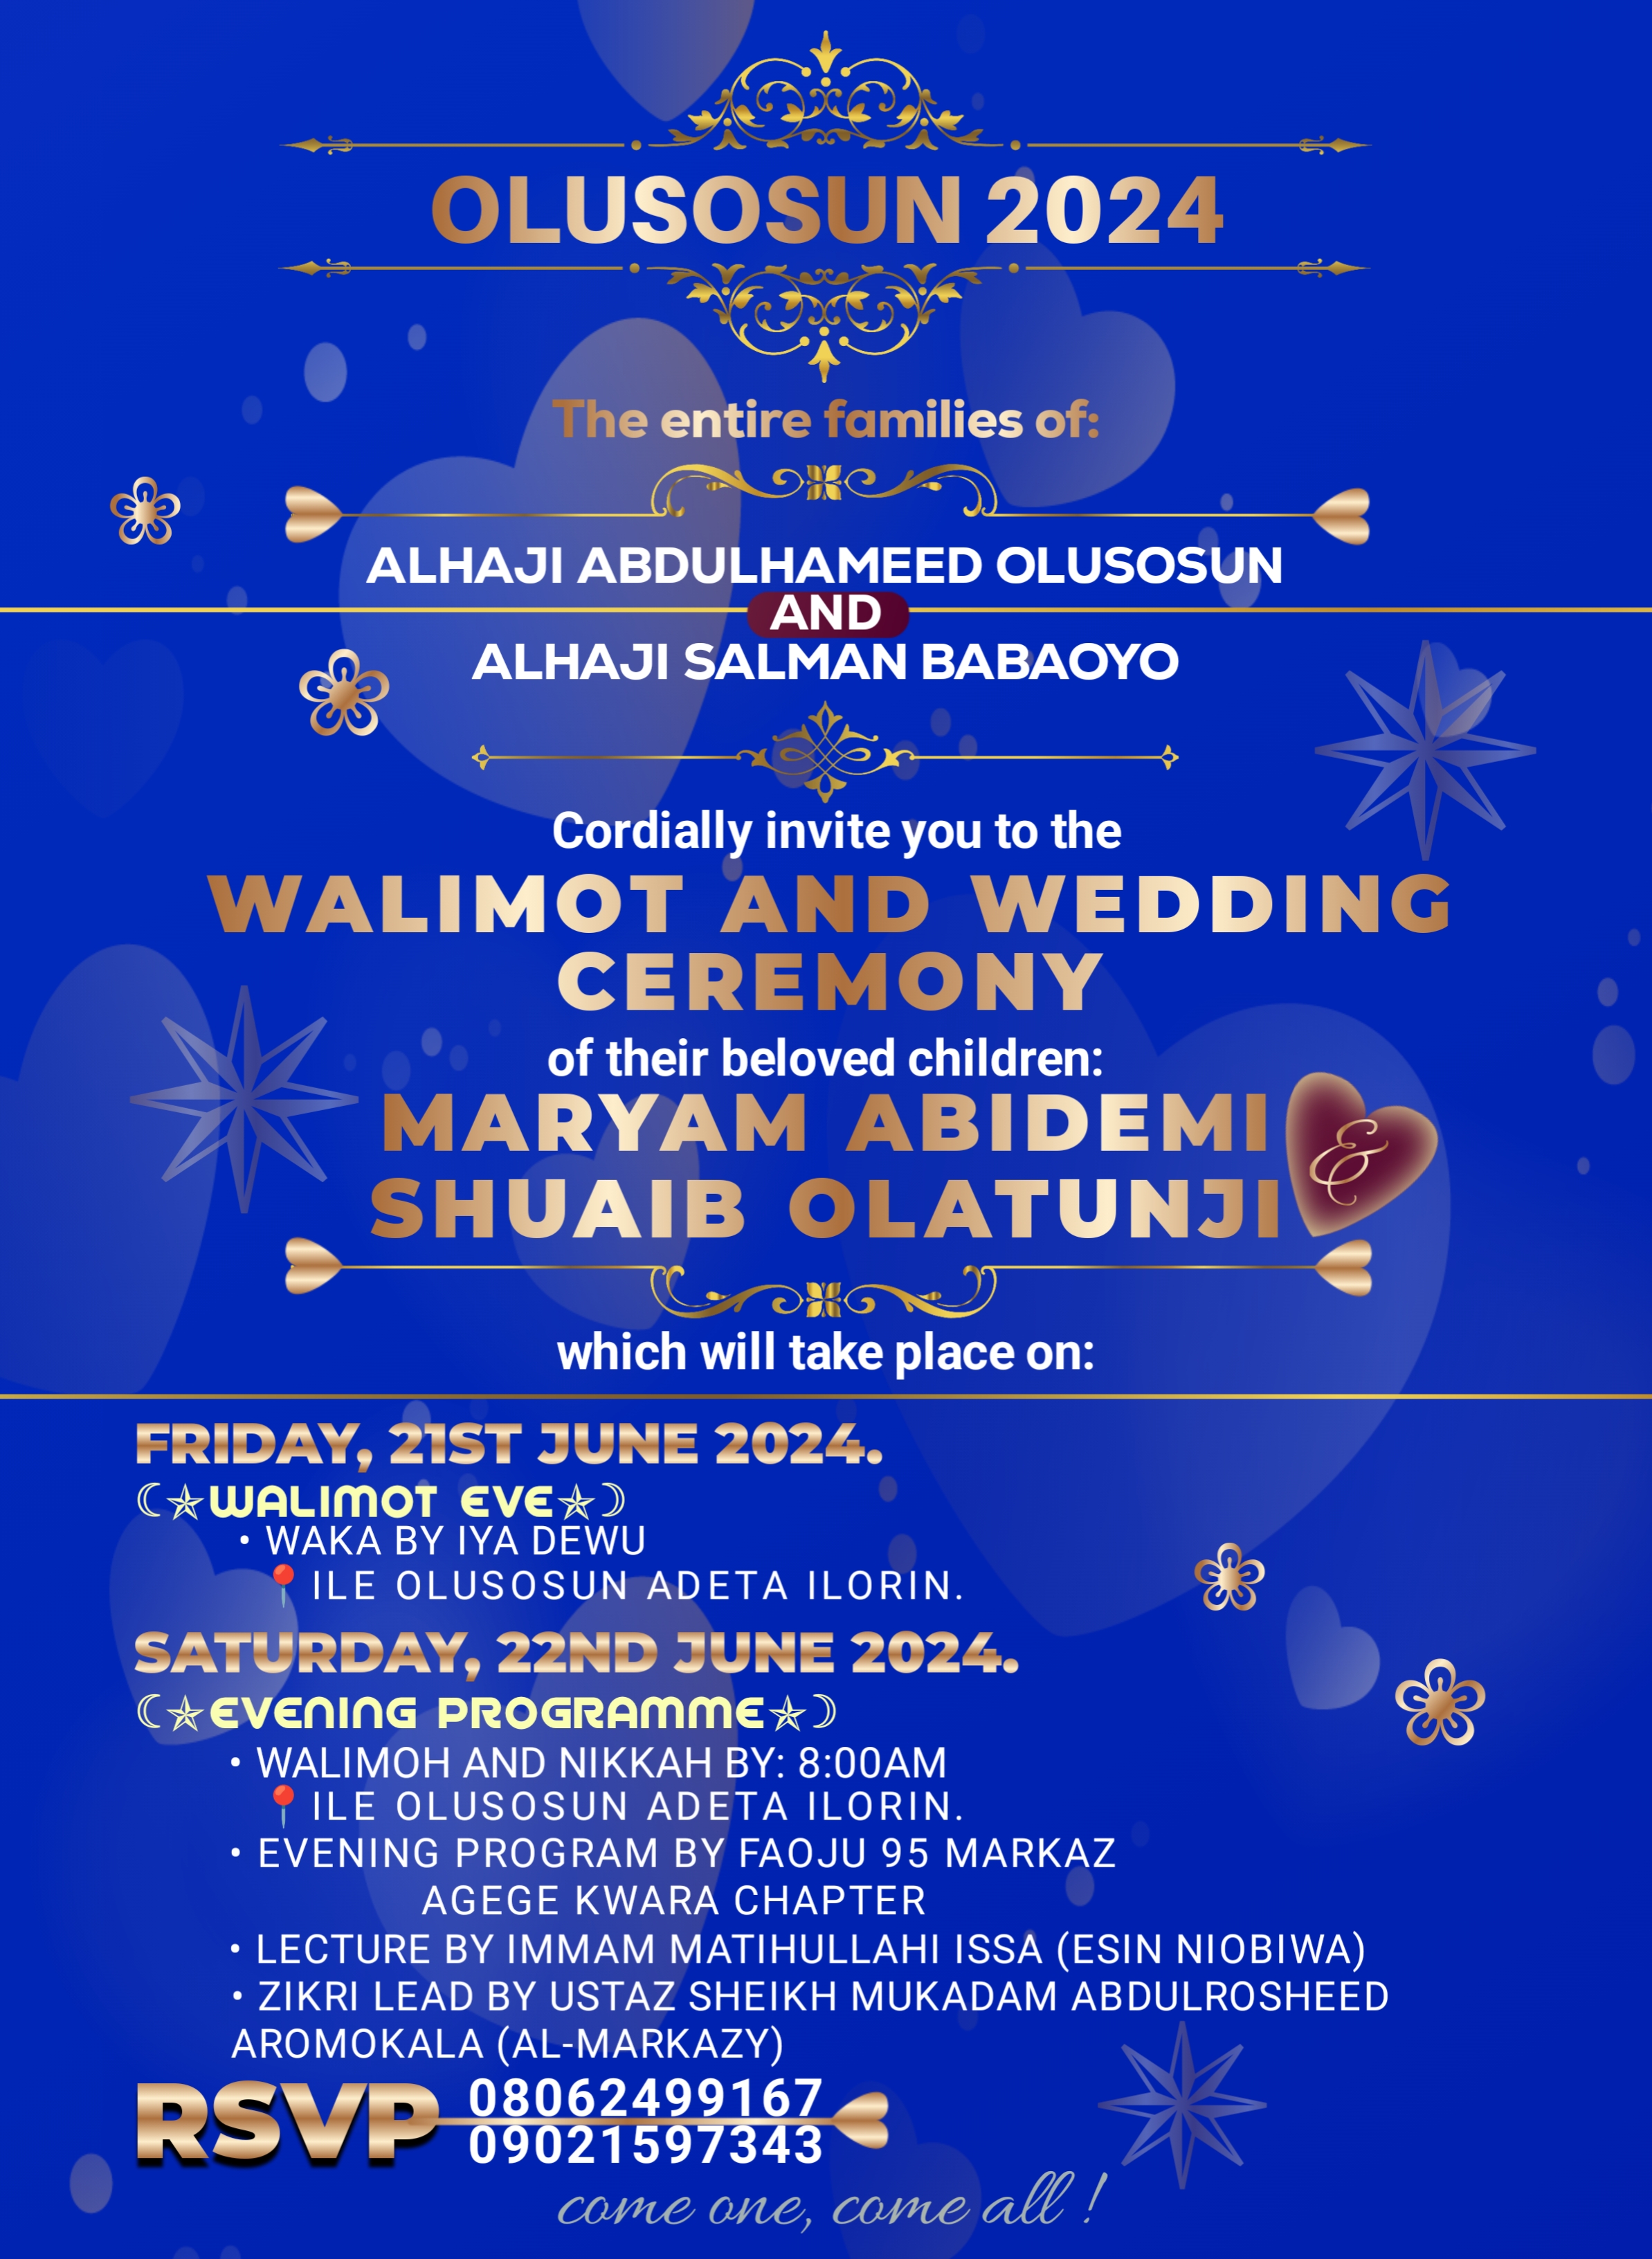 OLUSOSUN 2024
The entire families of:
ALHAJI ABDULHAMEED OLUSOSUN
AND
ALHAJI SALMAN BABAOYO
Cordially invite you to the
WALIMOT AND WEDDING
CEREMONY
of their beloved children:
MARYAM ABIDEMI
&
SHUAIB OLATUNJI
which will take place on:
FRIDAY, 21ST JUNE 2024.
☾✯WALIMOT EVE✯☽
• WAKA BY IYA DEWU
📍ILE OLUSOSUN ADETA ILORIN.
SATURDAY, 22ND JUNE 2024.
☾✯EVENING PROGRAMME✯☽
• WALIMOH AND NIKKAH BY: 8:00AM
📍ILE OLUSOSUN ADETA ILORIN.
• EVENING PROGRAM BY FAOJU 95 MARKAZ
AGEGE KWARA CHAPTER
• LECTURE BY IMMAM MATIHULLAHI ISSA (ESIN NIOBIWA)
• ZIKRI LEAD BY USTAZ SHEIKH MUKADAM ABDULROSHEED
AROMOKALA (AL-MARKAZY)
RSVP
08062499167
09021597343
come one, come all !